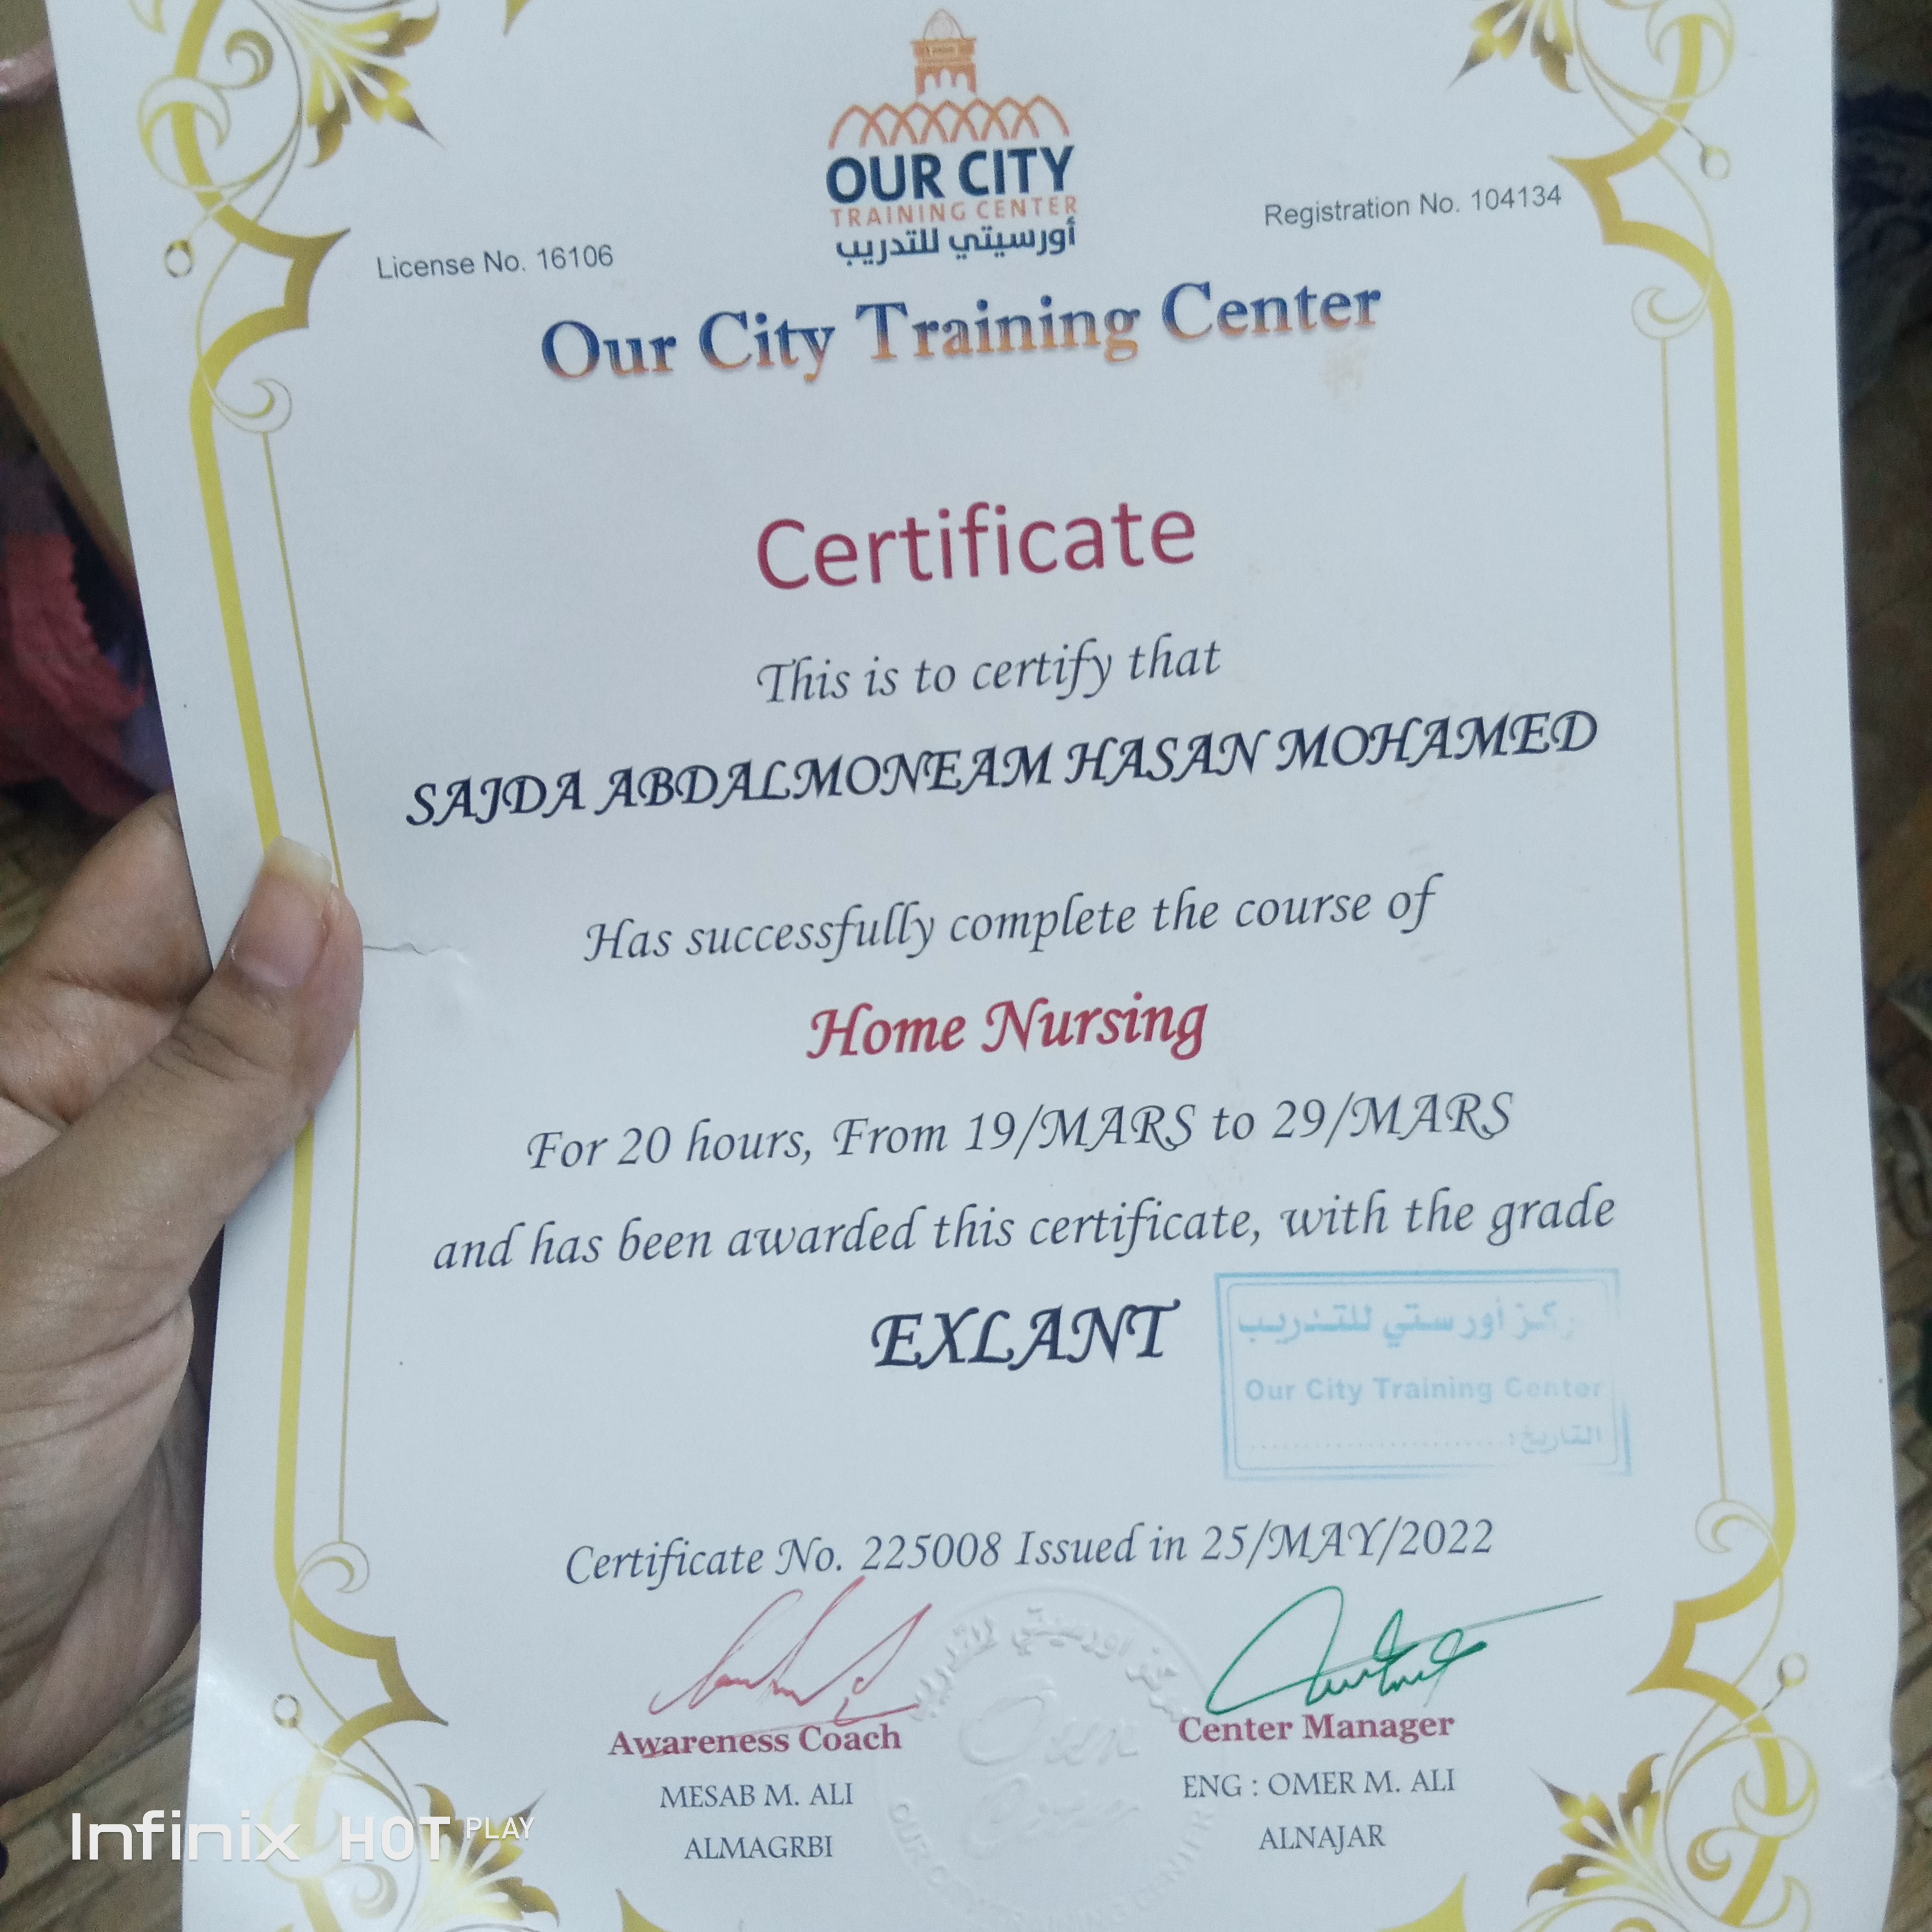 OUR CITY
TRAINING CENTER
أورسيتي للتدريب
License No. 16106
Registration No. 104134
Our City Training Center
Certificate
This is to certify that
SAJDA ABDALMONEAM HASAN MOHAMED
Has successfully complete the course of
Home Nursing
For 20 hours, From 19/MARS to 29/MARS
and has been awarded this certificate, with the grade
EXLANT
أورستي للتدريب
Our City Training Center
التاريخ:
Certificate No. 225008 Issued in 25/MAY/2022
Awareness Coach
MESAB M. ALI
ALMAGRBI
Center Manager
ENG : OMER M. ALI
ALNAJAR
مركز اورسيتي للتدريب
Our
Infinix HOT PLAY